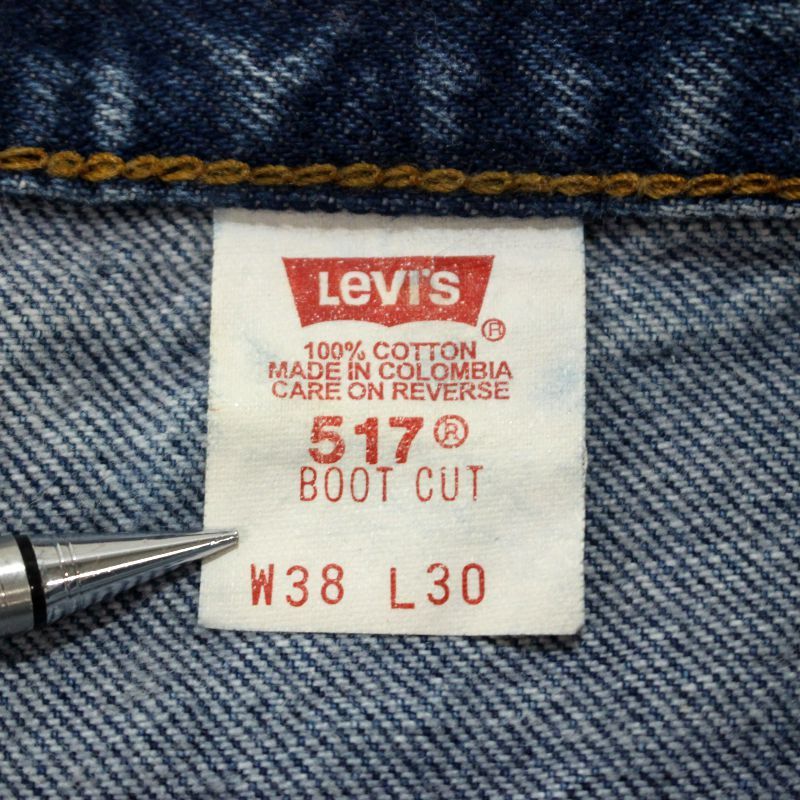 Levi's
®
100% COTTON
MADE IN COLOMBIA
CARE ON REVERSE
517®
BOOT CUT
W38 L30